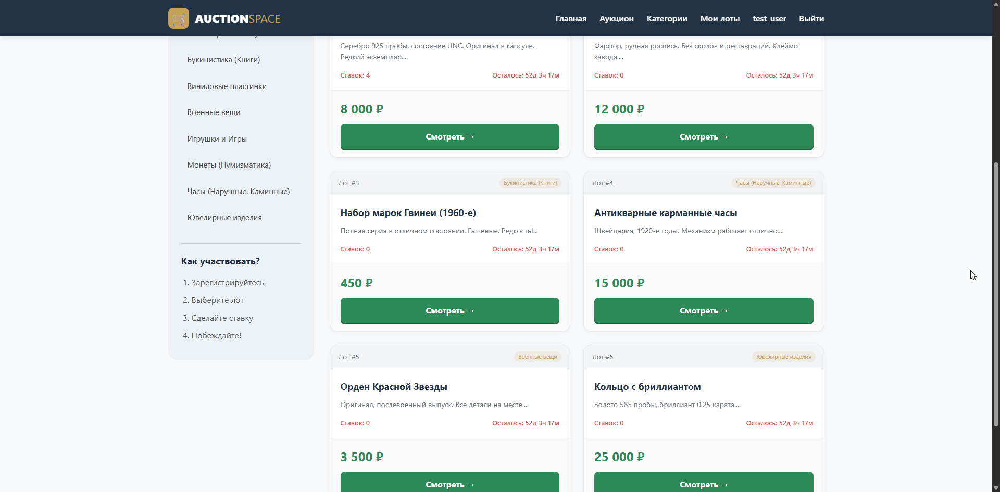 AUCTIONSPACE
Главная Аукцион Категории Мои лоты test_user Выйти
Букинистика (Книги)
Виниловые пластинки
Военные вещи
Игрушки и Игры
Монеты (Нумизматика)
Часы (Наручные, Каминные)
Ювелирные изделия
Как участвовать?
1. Зарегистрируйтесь
2. Выберите лот
3. Сделайте ставку
4. Побеждайте!
Серебро 925 пробы, состояние UNC. Оригинал в капсуле.
Редкий экземпляр....
Ставок: 4 Осталось: 52д 3ч 17м
8 000 ₽
Смотреть →
Фарфор, ручная роспись. Без сколов и реставраций. Клеймо
завода....
Ставок: 0 Осталось: 52д 3ч 17м
12 000 ₽
Смотреть →
Лот #3 Букинистика (Книги)
Набор марок Гвинеи (1960-е)
Полная серия в отличном состоянии. Гашеные. Редкость!...
Ставок: 0 Осталось: 52д 3ч 17м
450 ₽
Смотреть →
Лот #4 Часы (Наручные, Каминные)
Антикварные карманные часы
Швейцария, 1920-е годы. Механизм работает отлично....
Ставок: 0 Осталось: 52д 3ч 17м
15 000 ₽
Смотреть →
Лот #5 Военные вещи
Орден Красной Звезды
Оригинал, послевоенный выпуск. Все детали на месте....
Ставок: 0 Осталось: 52д 3ч 17м
3 500 ₽
Смотреть →
Лот #6 Ювелирные изделия
Кольцо с бриллиантом
Золото 585 пробы, бриллиант 0.25 карата....
Ставок: 0 Осталось: 52д 3ч 17м
25 000 ₽
Смотреть →